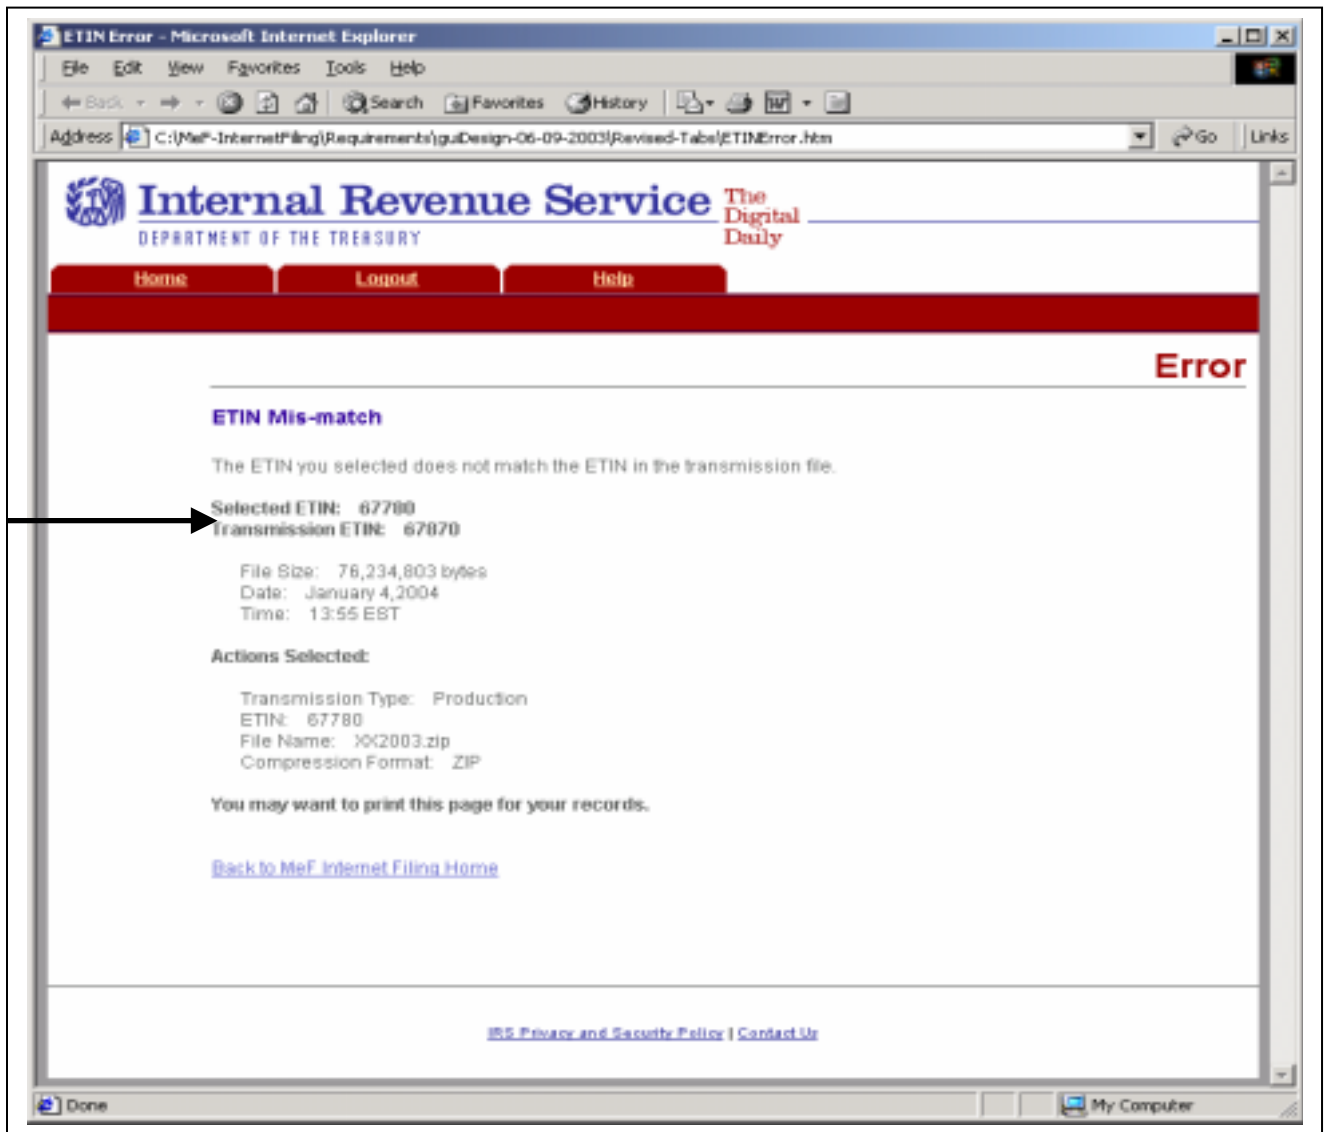 ETIN Error - Microsoft Internet Explorer
File Edit View Favorites Tools Help
Back Search Favorites History
Address C:\MeF-InternetFiling\Requirements\guiDesign-06-09-2003\Revised-Tabs\ETINError.htm Go Links
Internal Revenue Service
The
Digital
Daily
DEPARTMENT OF THE TREASURY
Home Logout Help
Error
ETIN Mis-match
The ETIN you selected does not match the ETIN in the transmission file.
Selected ETIN: 67780
Transmission ETIN: 67870
File Size: 76,234,803 bytes
Date: January 4,2004
Time: 13:55 EST
Actions Selected:
Transmission Type: Production
ETIN: 67780
File Name: XX2003.zip
Compression Format: ZIP
You may want to print this page for your records.
Back to MeF Internet Filing Home
IRS Privacy and Security Policy | Contact Us
Done My Computer